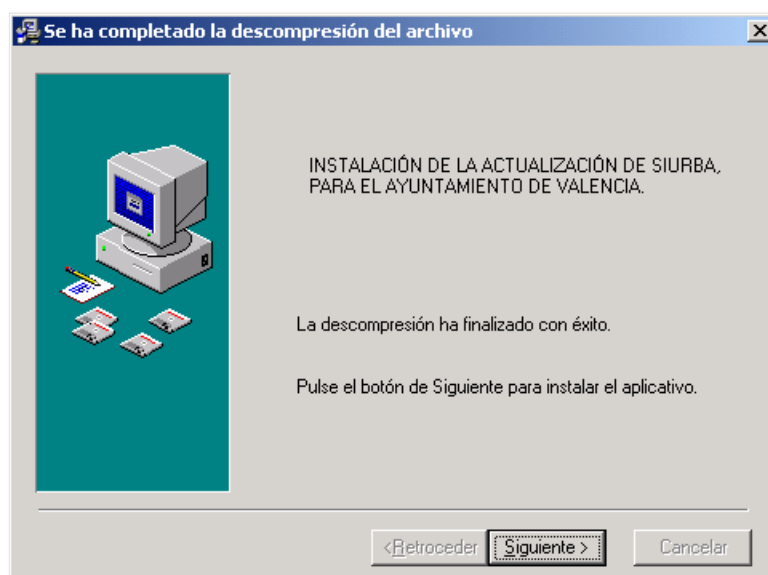 Se ha completado la descompresión del archivo
INSTALACIÓN DE LA ACTUALIZACIÓN DE SIURBA,
PARA EL AYUNTAMIENTO DE VALENCIA.
La descompresión ha finalizado con éxito.
Pulse el botón de Siguiente para instalar el aplicativo.
<Retroceder Siguiente > Cancelar